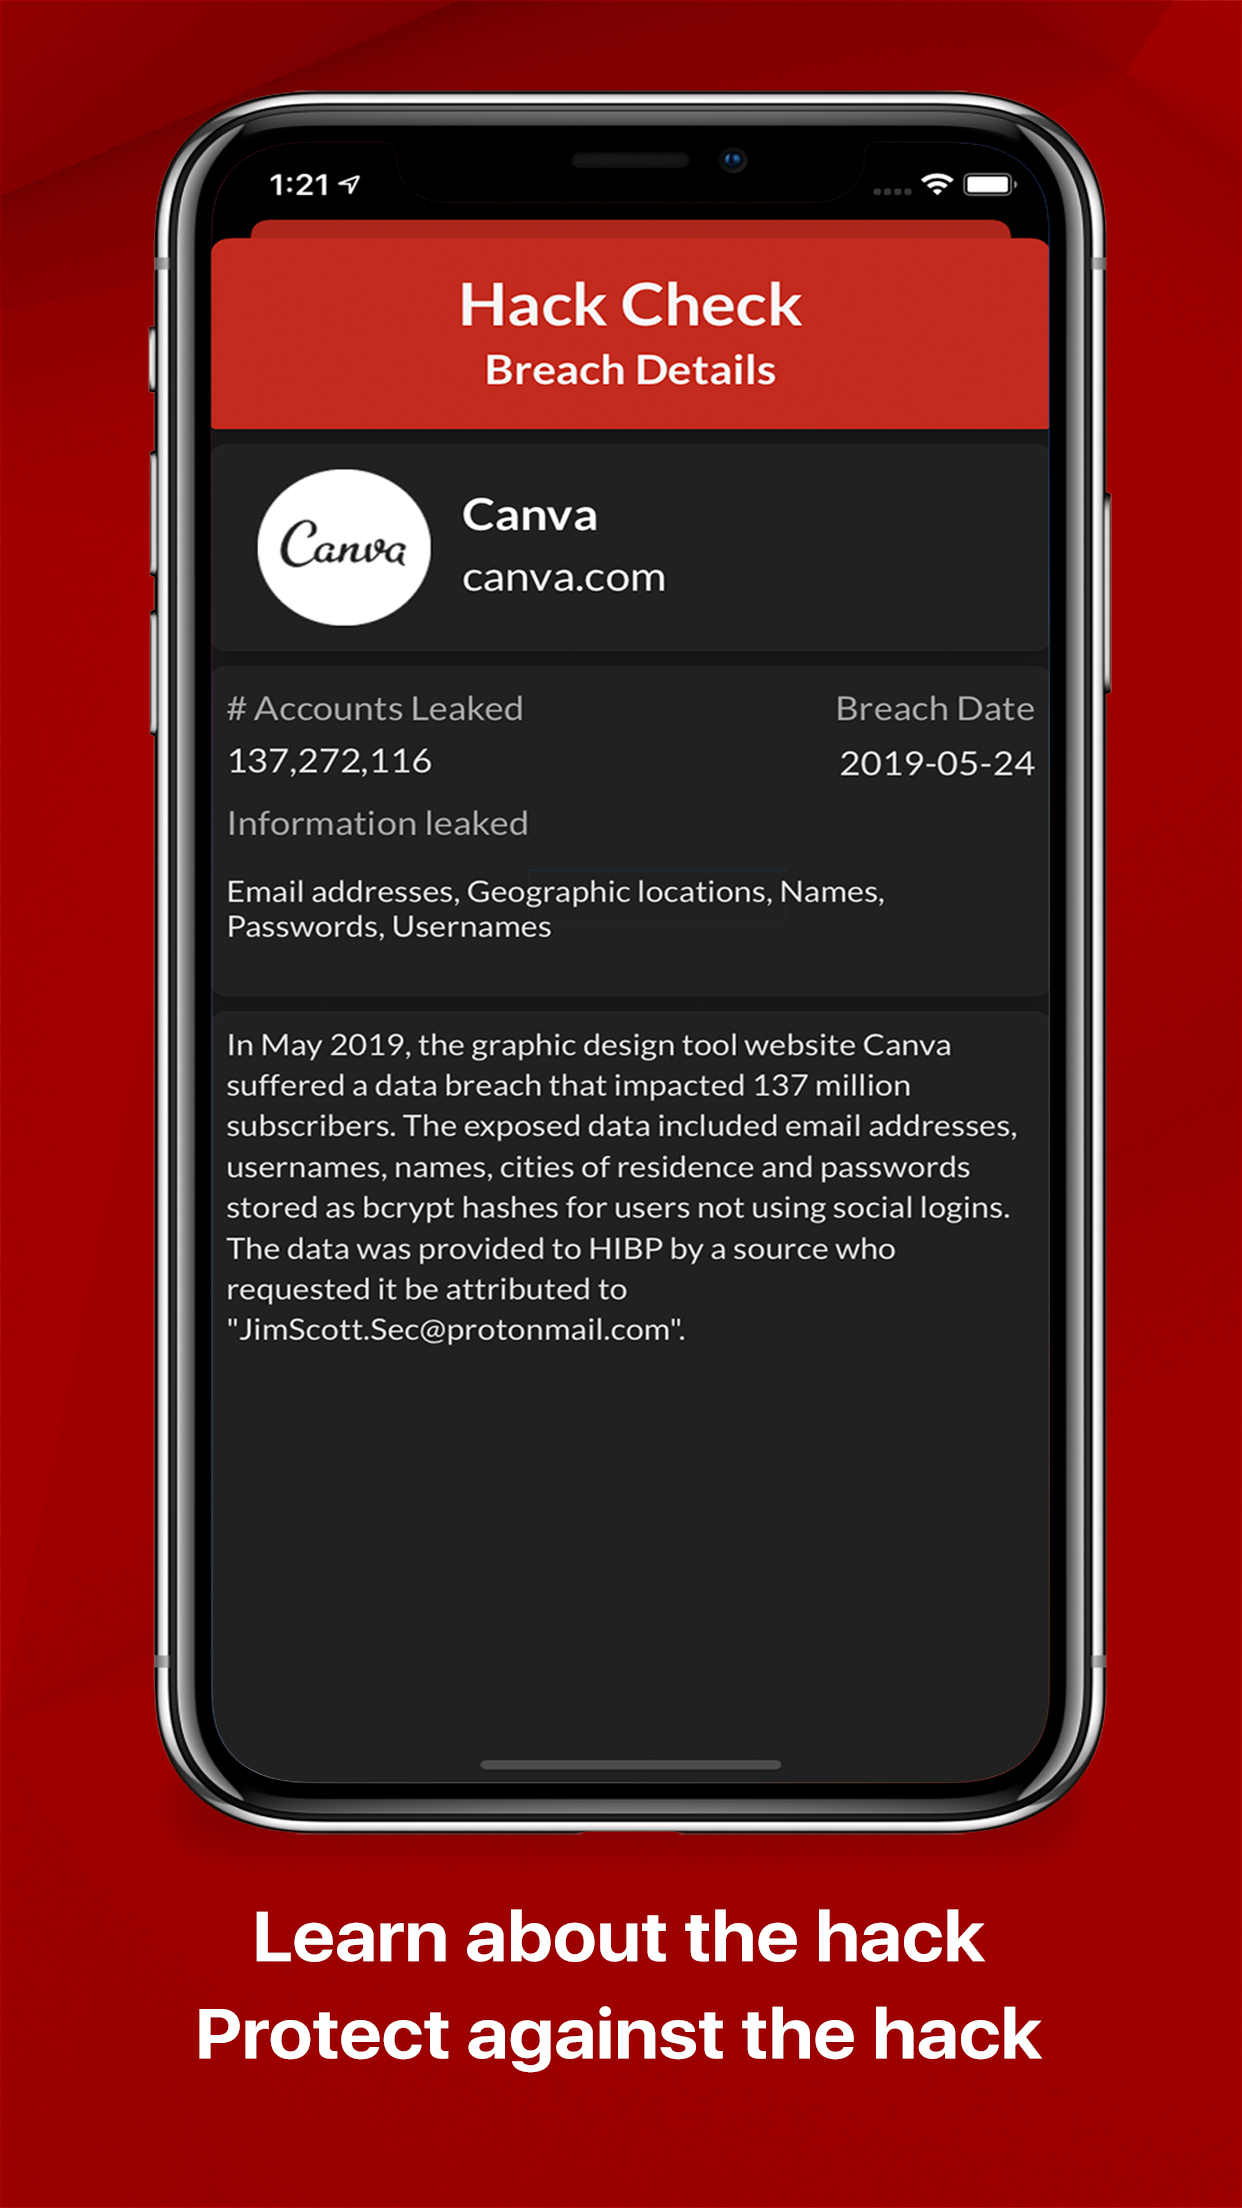 1:21
Hack Check
Breach Details
Canva
Canva
canva.com
# Accounts Leaked
Breach Date
137,272,116
2019-05-24
Information leaked
Email addresses, Geographic locations, Names,
Passwords, Usernames
In May 2019, the graphic design tool website Canva
suffered a data breach that impacted 137 million
subscribers. The exposed data included email addresses,
usernames, names, cities of residence and passwords
stored as bcrypt hashes for users not using social logins.
The data was provided to HIBP by a source who
requested it be attributed to
"JimScott.Sec@protonmail.com".
Learn about the hack
Protect against the hack